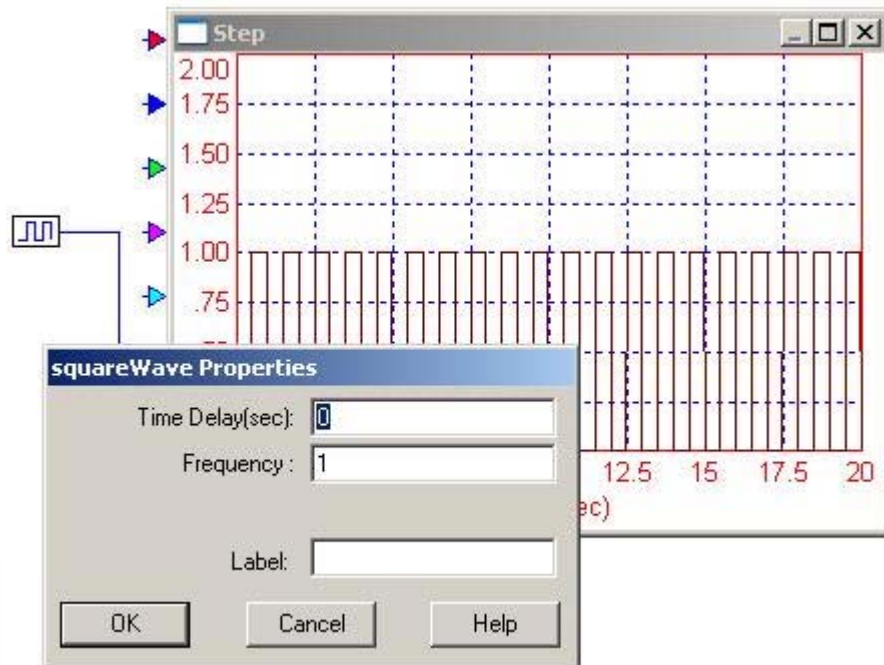 Step
2.00
1.75
1.50
1.25
1.00
.75
squareWave Properties
Time Delay(sec): 0
Frequency : 1
12.5 15 17.5 20
ec)
Label:
OK Cancel Help